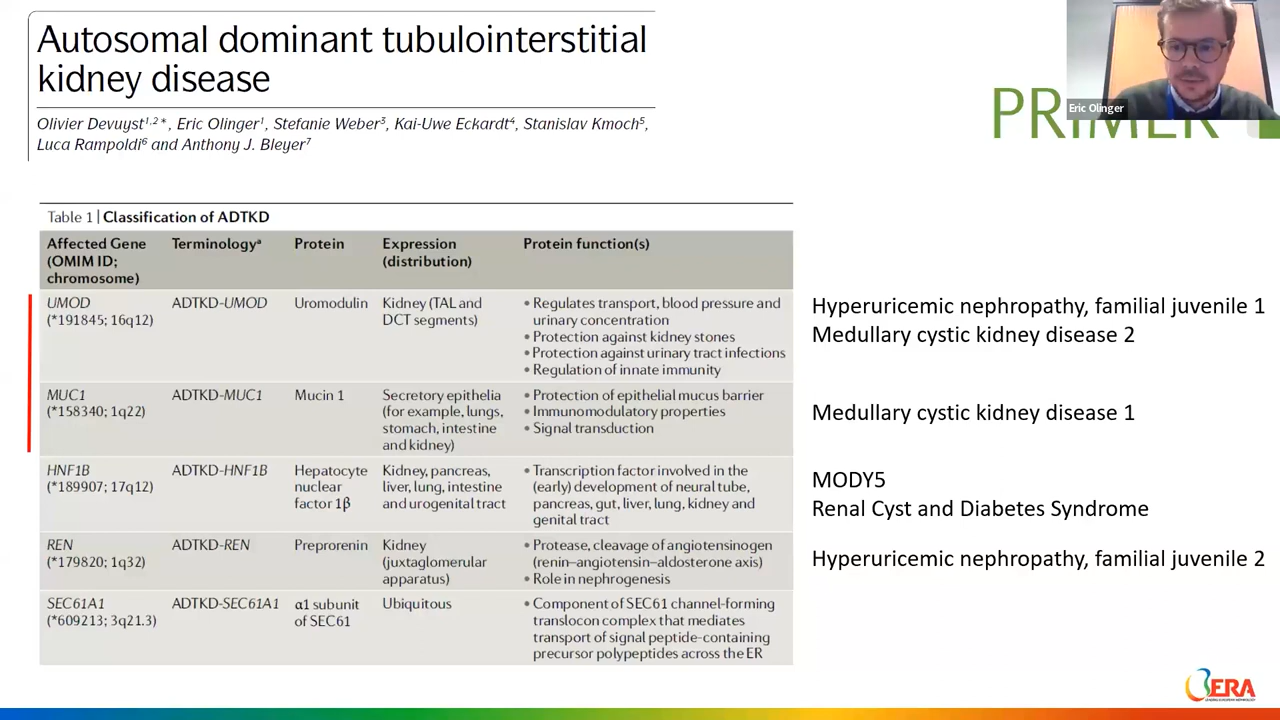 Autosomal dominant tubulointerstitial
kidney disease
Olivier Devuyst1,2*, Eric Olinger1, Stefanie Weber3, Kai-Uwe Eckardt4, Stanislav Kmoch5,
Luca Rampoldi6 and Anthony J. Bleyer7
PRIMER
Eric Olinger
Table 1 | Classification of ADTKD
Affected Gene (OMIM ID; chromosome) Terminologya Protein Expression (distribution) Protein function(s)
UMOD (*191845; 16q12) ADTKD-UMOD Uromodulin Kidney (TAL and DCT segments)
• Regulates transport, blood pressure and
urinary concentration
• Protection against kidney stones
• Protection against urinary tract infections
• Regulation of innate immunity
Hyperuricemic nephropathy, familial juvenile 1
Medullary cystic kidney disease 2
MUC1 (*158340; 1q22) ADTKD-MUC1 Mucin 1 Secretory epithelia (for example, lungs, stomach, intestine and kidney)
• Protection of epithelial mucus barrier
• Immunomodulatory properties
• Signal transduction
Medullary cystic kidney disease 1
HNF1B (*189907; 17q12) ADTKD-HNF1B Hepatocyte nuclear factor 1β Kidney, pancreas, liver, lung, intestine and urogenital tract
• Transcription factor involved in the
(early) development of neural tube,
pancreas, gut, liver, lung, kidney and
genital tract
MODY5
Renal Cyst and Diabetes Syndrome
REN (*179820; 1q32) ADTKD-REN Preprorenin Kidney (juxtaglomerular apparatus)
• Protease, cleavage of angiotensinogen
(renin–angiotensin–aldosterone axis)
• Role in nephrogenesis
Hyperuricemic nephropathy, familial juvenile 2
SEC61A1 (*609213; 3q21.3) ADTKD-SEC61A1 α1 subunit of SEC61 Ubiquitous
• Component of SEC61 channel-forming
translocon complex that mediates
transport of signal peptide-containing
precursor polypeptides across the ER
ERA